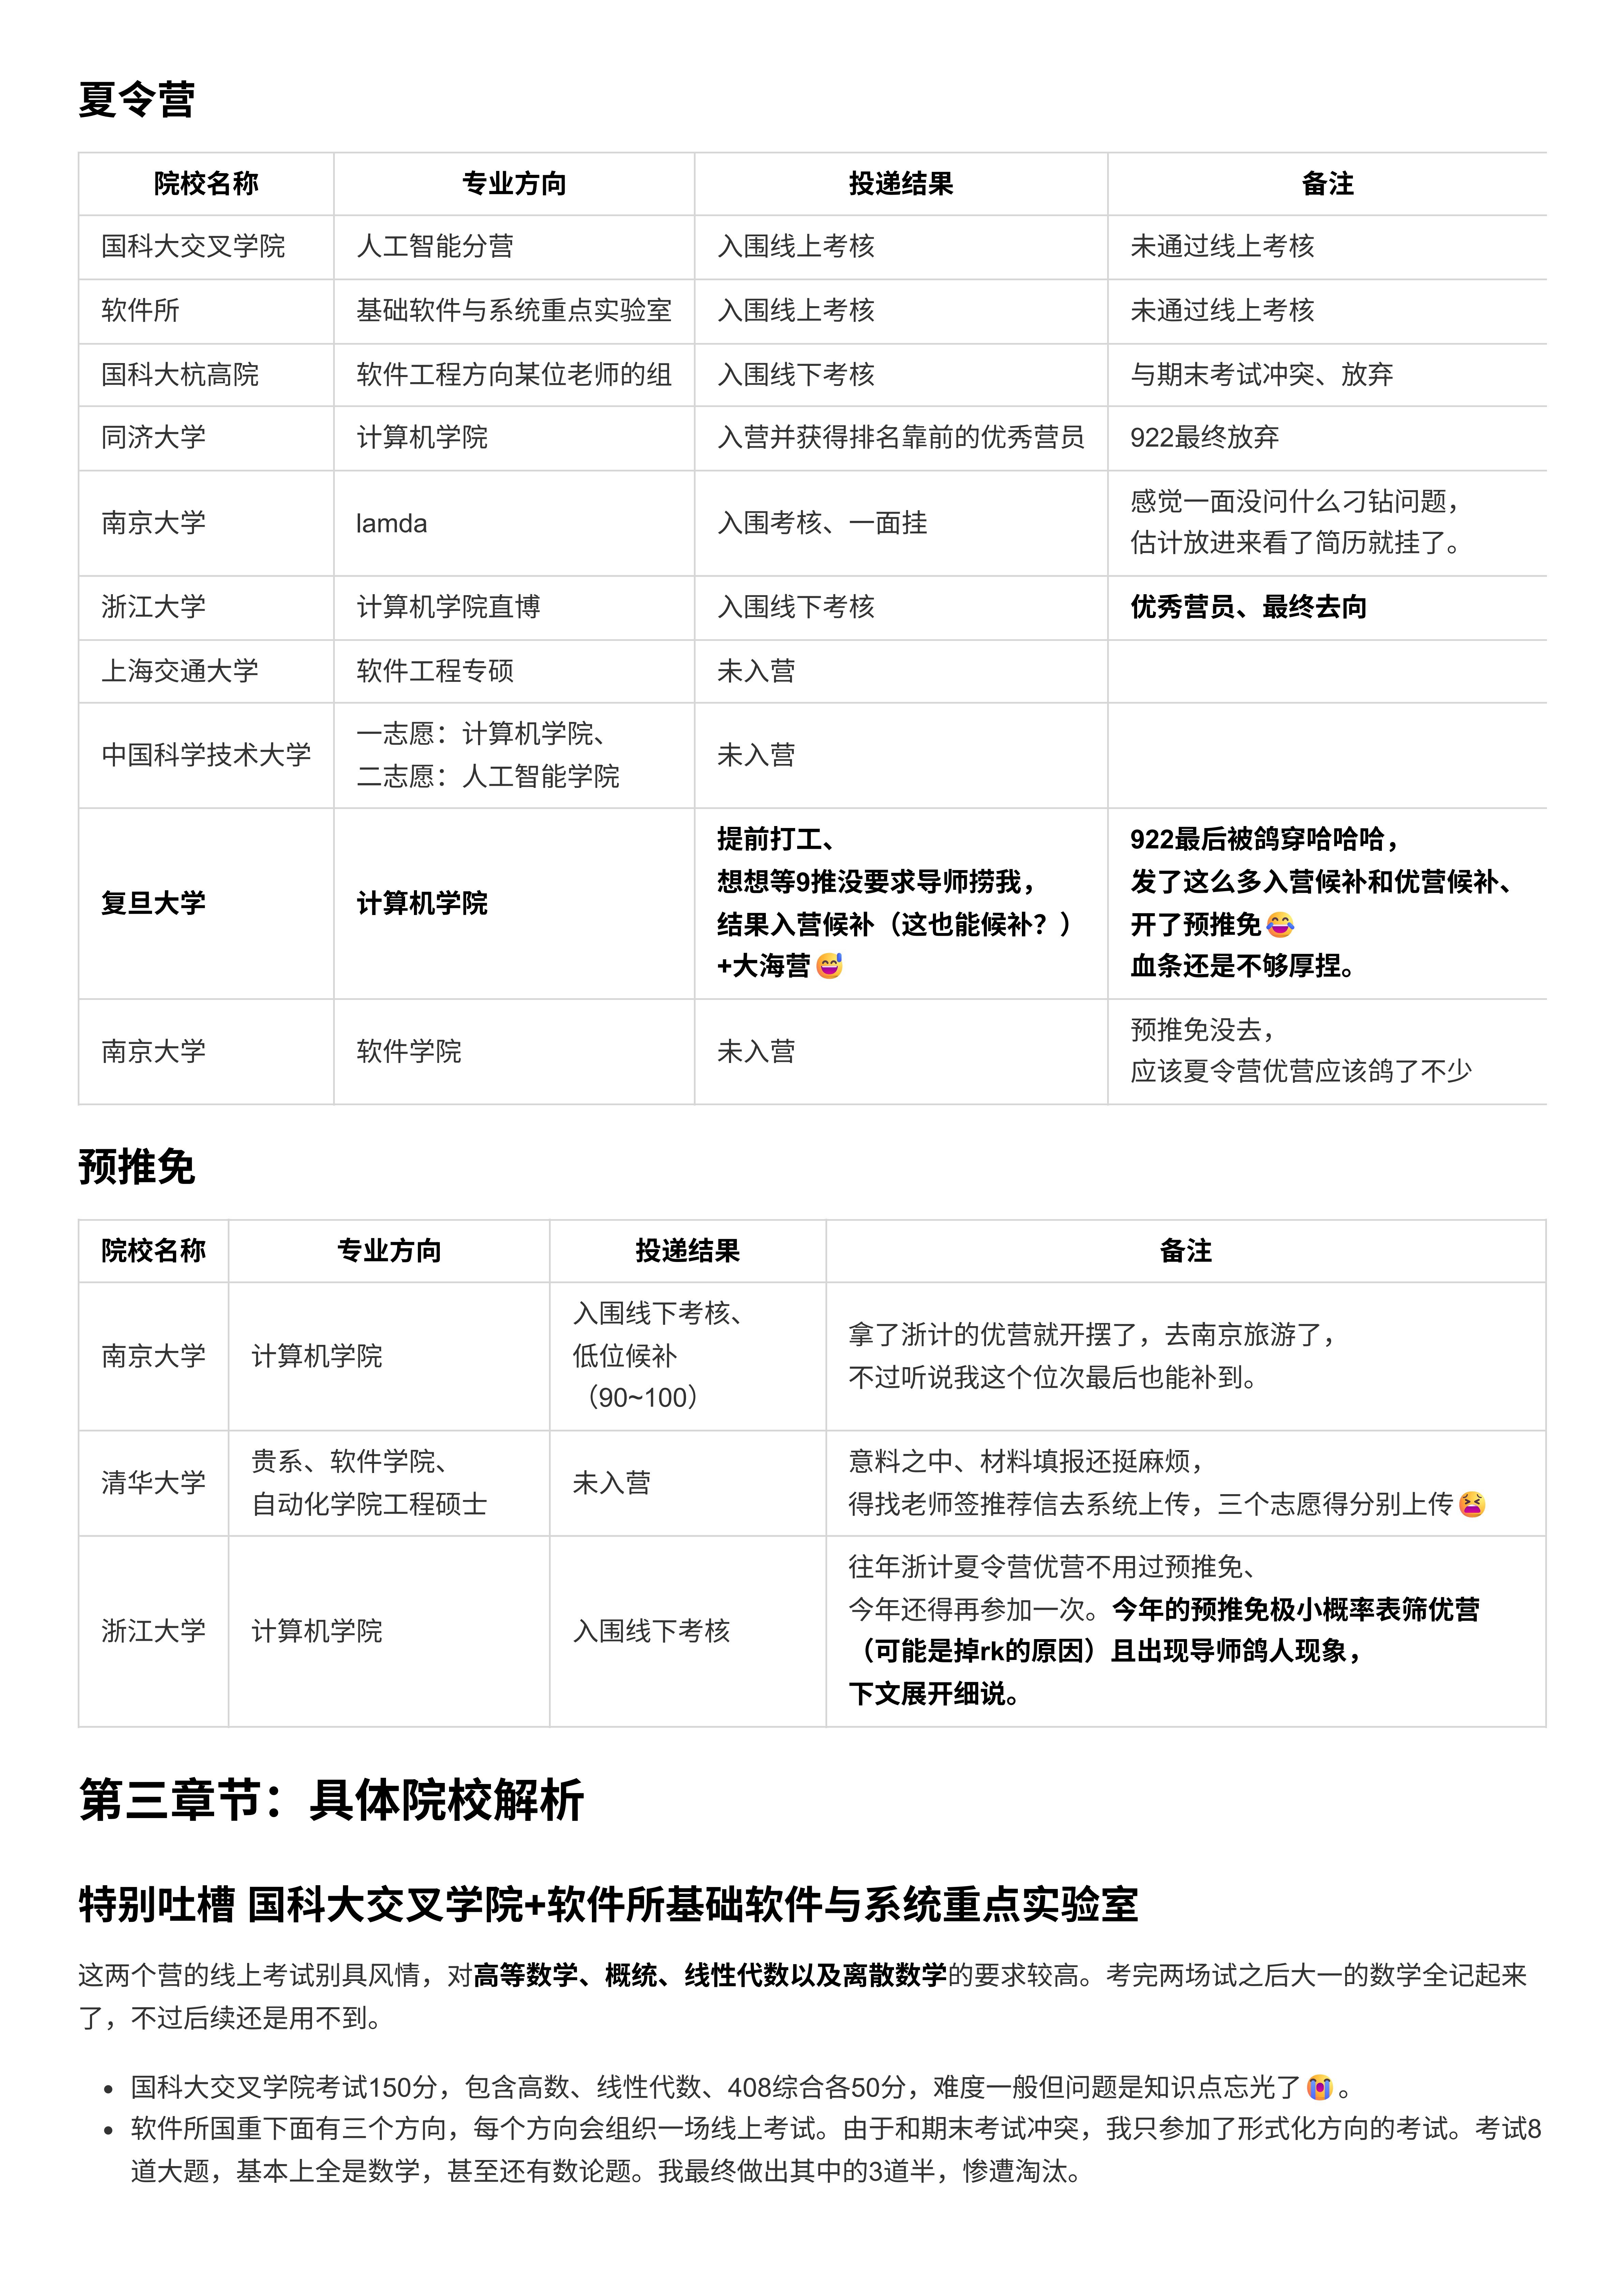 夏令营
院校名称 专业方向 投递结果 备注
国科大交叉学院 人工智能分营 入围线上考核 未通过线上考核
软件所 基础软件与系统重点实验室 入围线上考核 未通过线上考核
国科大杭高院 软件工程方向某位老师的组 入围线下考核 与期末考试冲突、放弃
同济大学 计算机学院 入营并获得排名靠前的优秀营员 922最终放弃
南京大学 lamda 入围考核、一面挂 感觉一面没问什么刁钻问题，
估计放进来看了简历就挂了。
浙江大学 计算机学院直博 入围线下考核 优秀营员、最终去向
上海交通大学 软件工程专硕 未入营
中国科学技术大学 一志愿：计算机学院、
二志愿：人工智能学院 未入营
复旦大学 计算机学院 提前打工、
想想等9推没要求导师捞我，
结果入营候补（这也能候补？）
+大海营😅 922最后被鸽穿哈哈哈，
发了这么多入营候补和优营候补、
开了预推免😂
血条还是不够厚捏。
南京大学 软件学院 未入营 预推免没去，
应该夏令营优营应该鸽了不少
预推免
院校名称 专业方向 投递结果 备注
南京大学 计算机学院 入围线下考核、
低位候补
（90~100） 拿了浙计的优营就开摆了，去南京旅游了，
不过听说我这个位次最后也能补到。
清华大学 贵系、软件学院、
自动化学院工程硕士 未入营 意料之中、材料填报还挺麻烦，
得找老师签推荐信去系统上传，三个志愿得分别上传😫
浙江大学 计算机学院 入围线下考核 往年浙计夏令营优营不用过预推免、
今年还得再参加一次。今年的预推免极小概率表筛优营
（可能是掉rk的原因）且出现导师鸽人现象，
下文展开细说。
第三章节：具体院校解析
特别吐槽 国科大交叉学院+软件所基础软件与系统重点实验室
这两个营的线上考试别具风情，对高等数学、概统、线性代数以及离散数学的要求较高。考完两场试之后大一的数学全记起来
了，不过后续还是用不到。
• 国科大交叉学院考试150分，包含高数、线性代数、408综合各50分，难度一般但问题是知识点忘光了😭。
• 软件所国重下面有三个方向，每个方向会组织一场线上考试。由于和期末考试冲突，我只参加了形式化方向的考试。考试8
道大题，基本上全是数学，甚至还有数论题。我最终做出其中的3道半，惨遭淘汰。